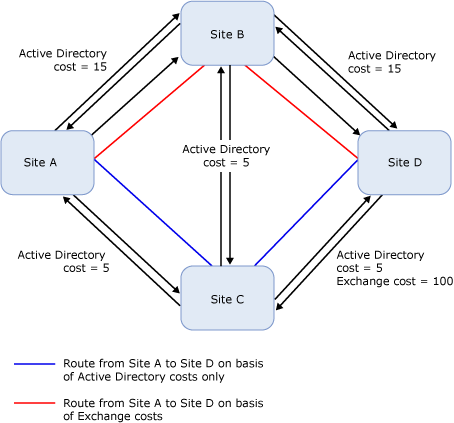 Site B
Active Directory
cost = 15
Active Directory
cost = 15
Active Directory
cost = 5
Site A
Site D
Active Directory
cost = 5
Active Directory
cost = 5
Exchange cost = 100
Site C
Route from Site A to Site D on basis
of Active Directory costs only
Route from Site A to Site D on basis
of Exchange costs